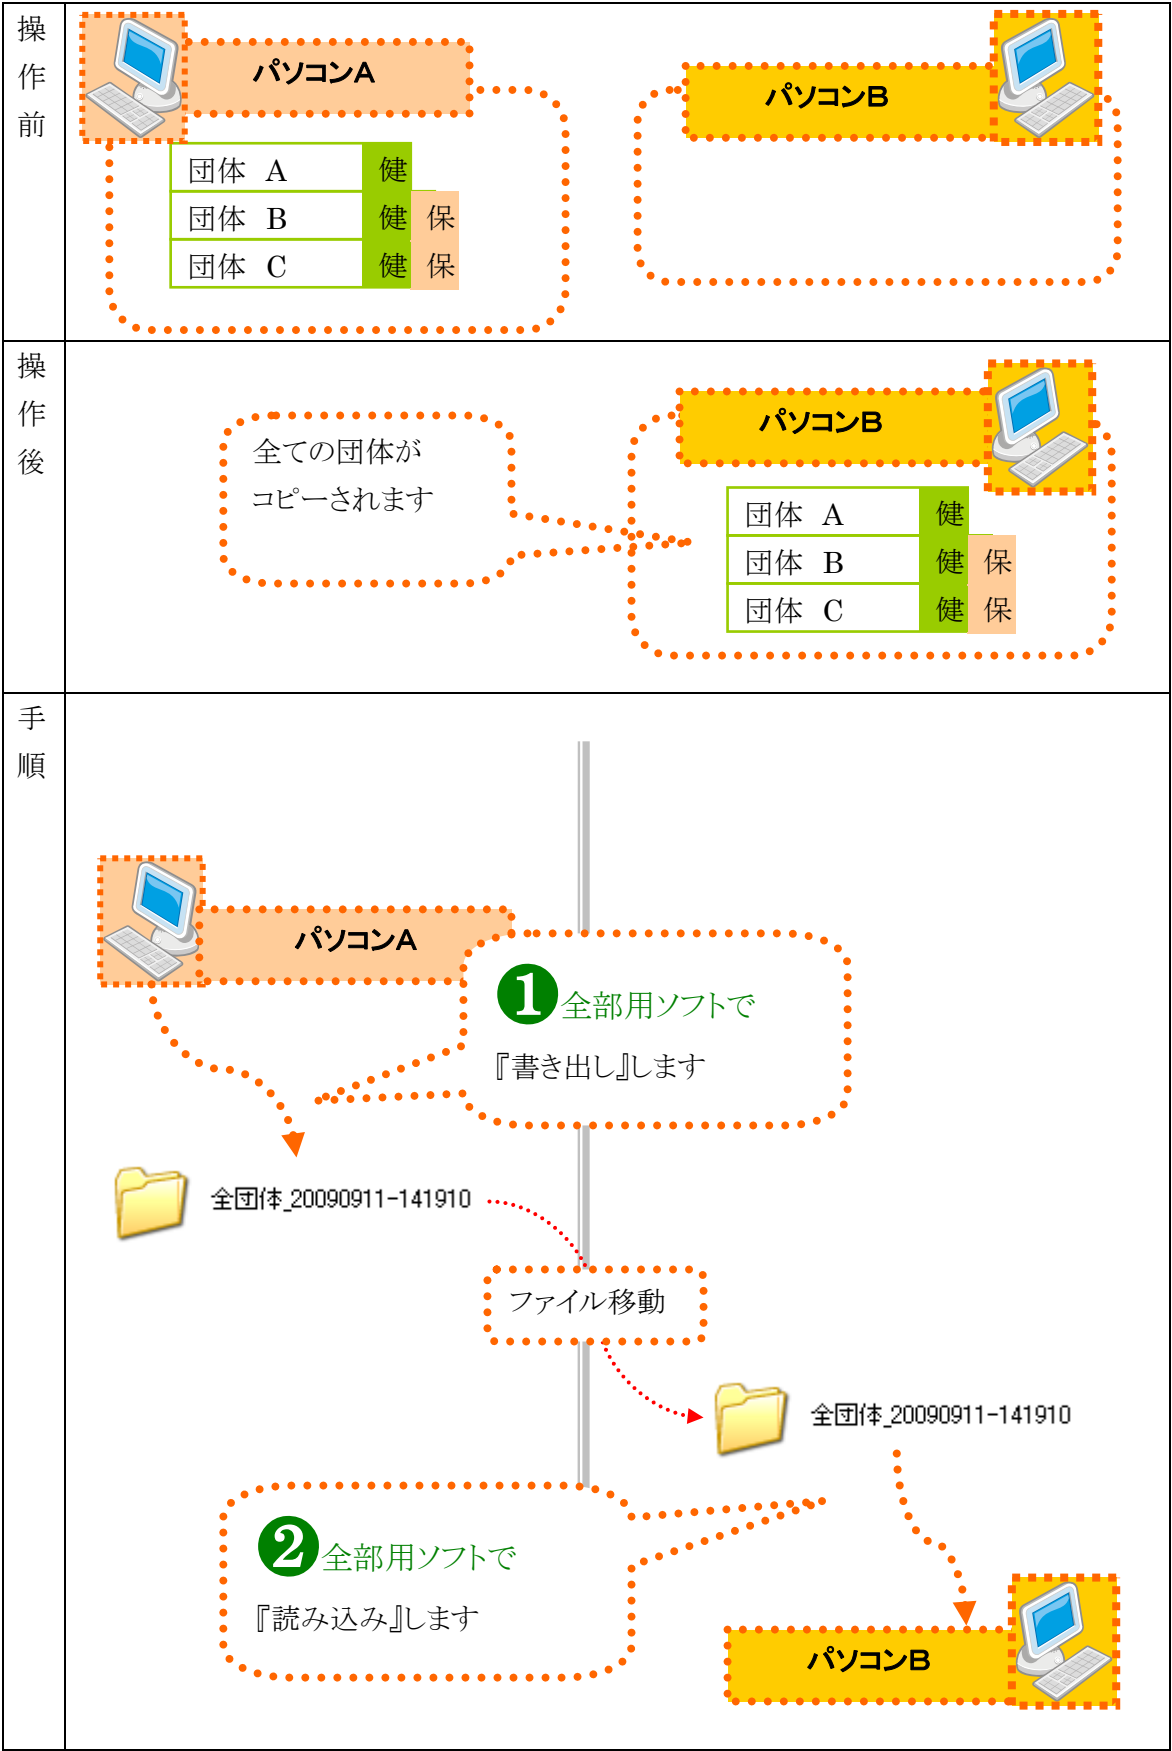 操作前
パソコンA
パソコンB
団体 A 健
団体 B 健 保
団体 C 健 保
操作後
パソコンB
全ての団体が
コピーされます
団体 A 健
団体 B 健 保
団体 C 健 保
手順
パソコンA
❶全部用ソフトで
『書き出し』します
全団体_20090911-141910
ファイル移動
全団体_20090911-141910
❷全部用ソフトで
『読み込み』します
パソコンB